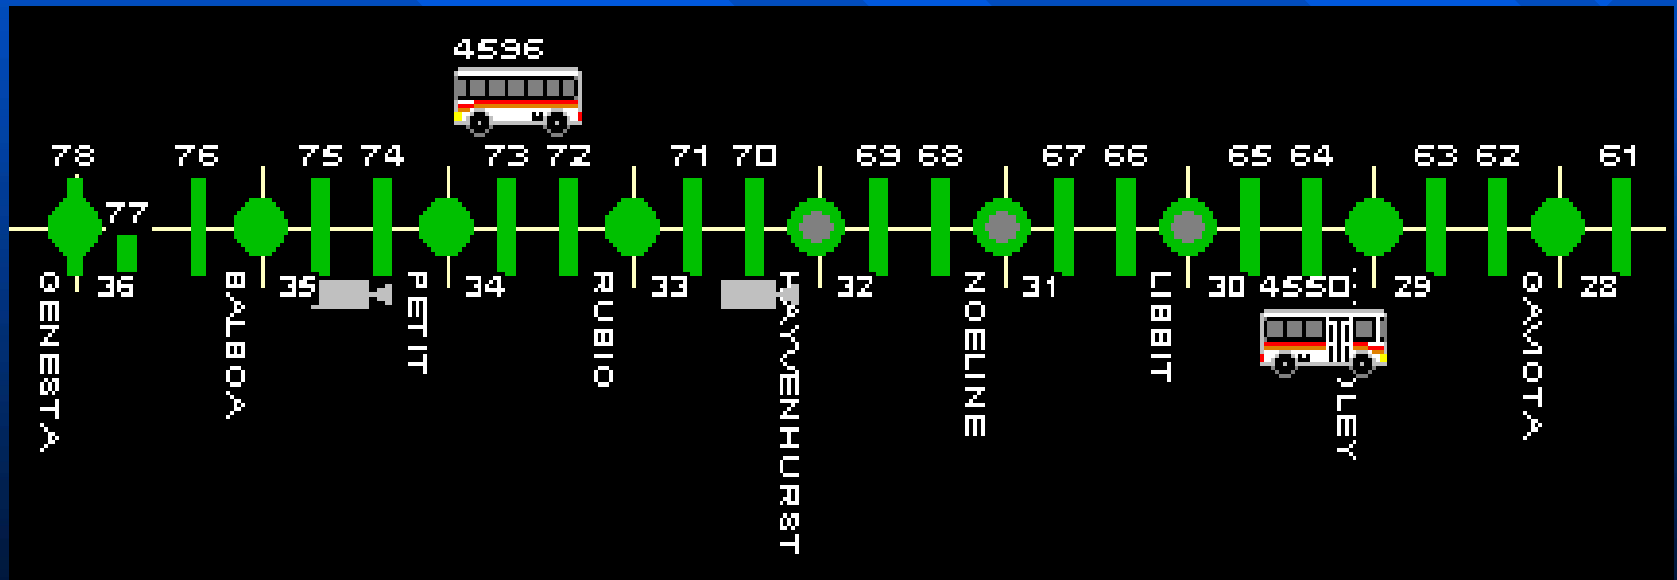 4596
78 76 75 74 73 72 71 70 69 68 67 66 65 64 63 62 61
77
36 35 34 33 32 31 30 4550 29 28
GENESTA
BALBOA
PETIT
RUBIO
HAYVENHURST
NOELINE
LIBBIT
GAVIOTA